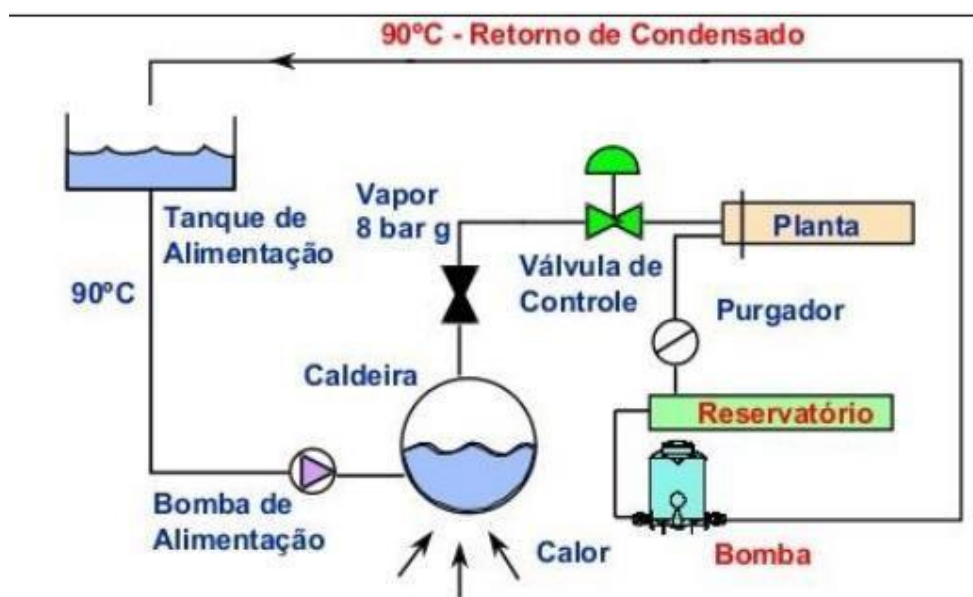 90ºC - Retorno de Condensado
Vapor
8 bar g
Tanque de
Alimentação
Planta
Válvula de
Controle
90ºC
Purgador
Caldeira
Reservatório
Bomba de
Alimentação
Calor
Bomba